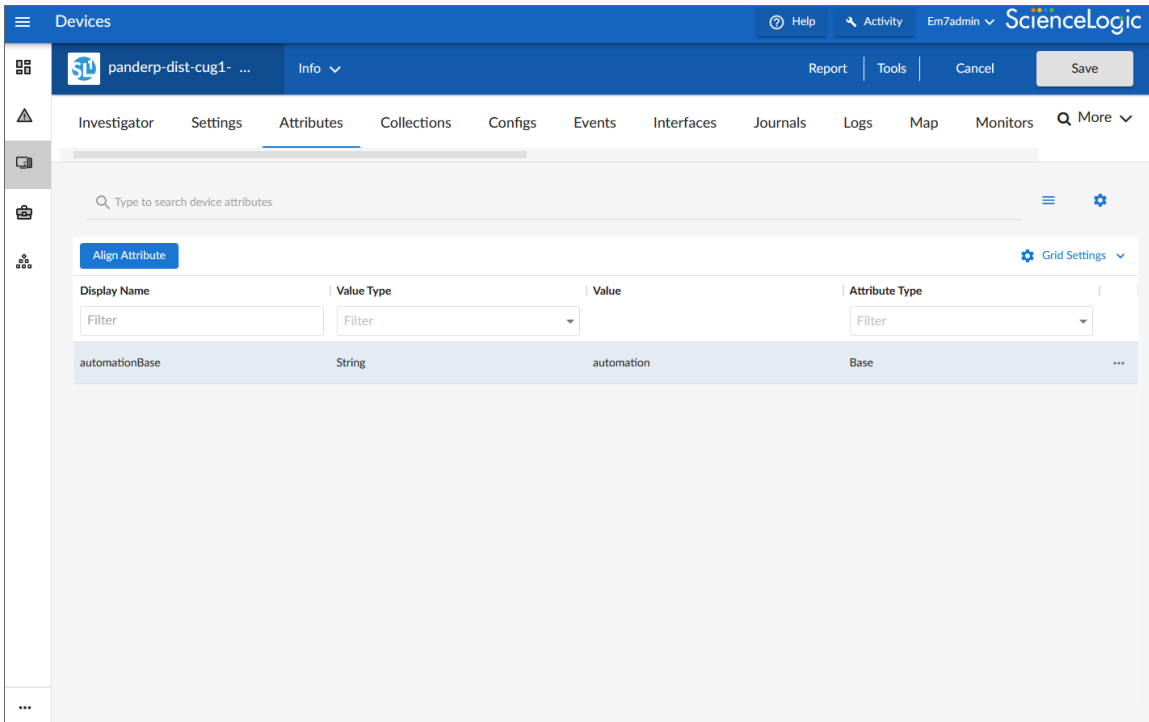 Devices Help Activity Em7admin ScienceLogic
SL1 panderp-dist-cug1- ... Info Report Tools Cancel Save
Investigator Settings Attributes Collections Configs Events Interfaces Journals Logs Map Monitors More
Type to search device attributes
Align Attribute Grid Settings
Display Name Value Type Value Attribute Type
Filter Filter Filter
automationBase String automation Base